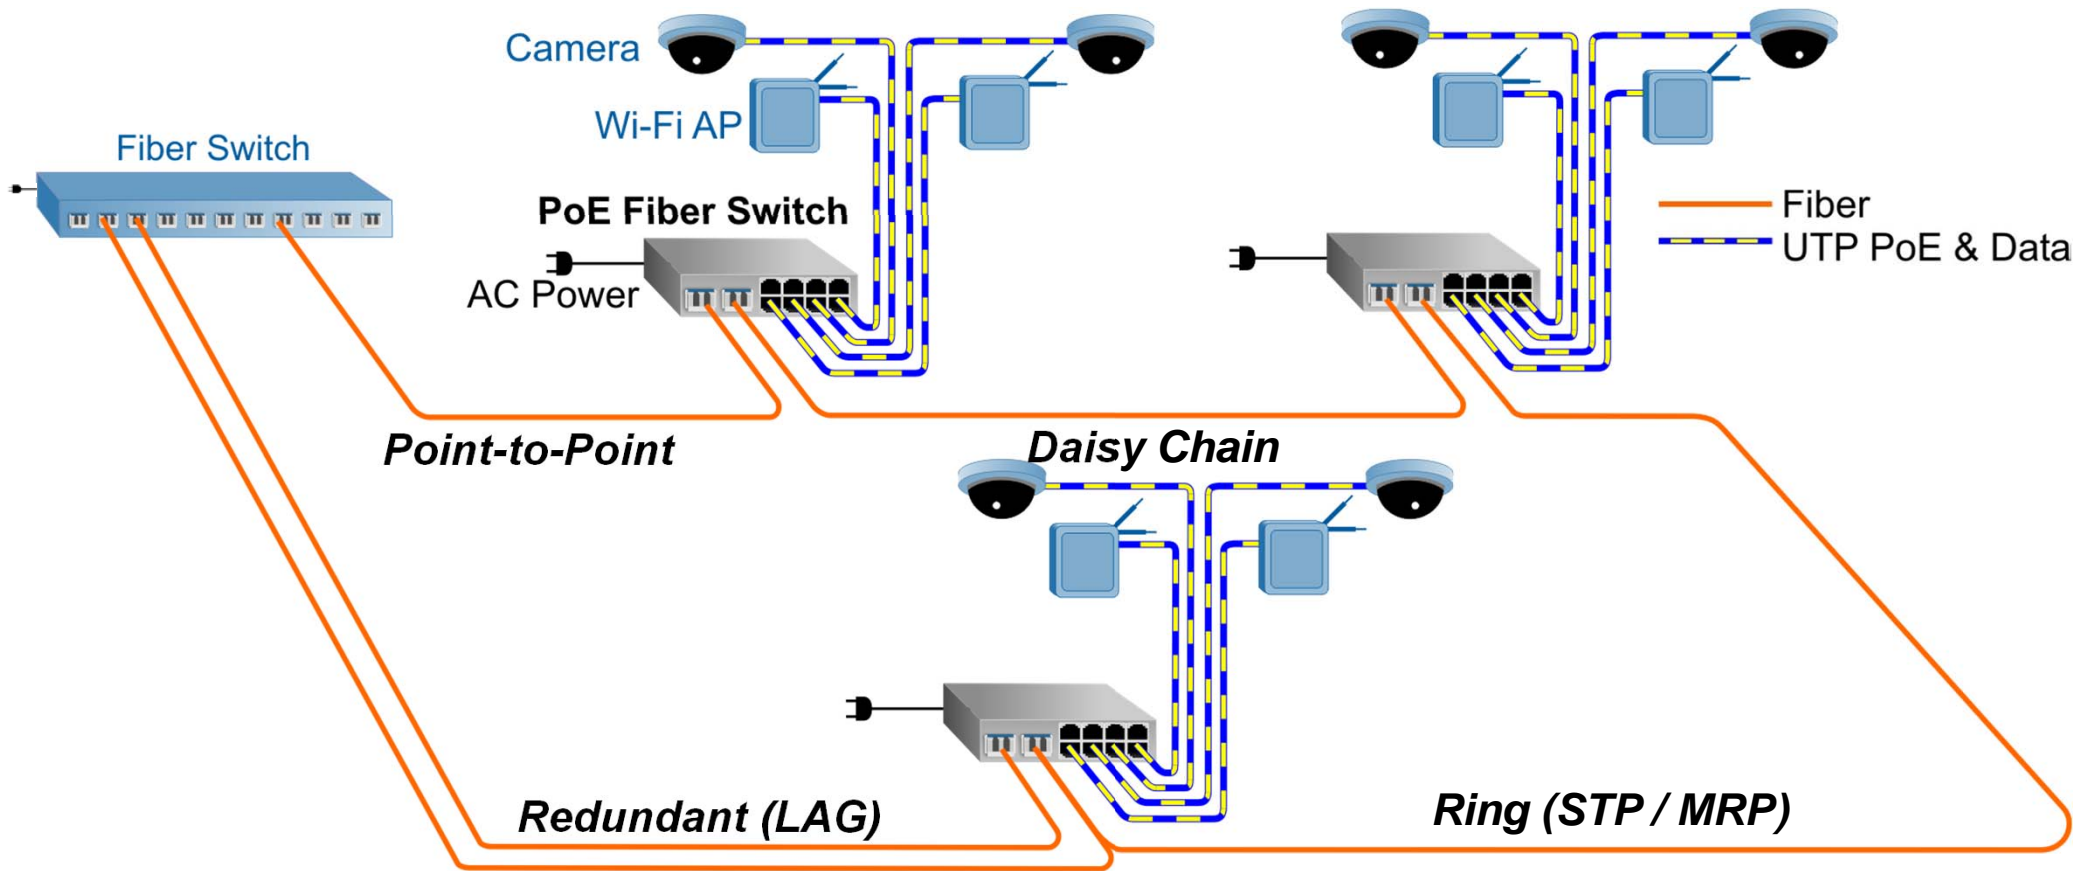 Camera
Wi-Fi AP
Fiber Switch
PoE Fiber Switch
AC Power
Fiber
UTP PoE & Data
Point-to-Point
Daisy Chain
Redundant (LAG)
Ring (STP / MRP)